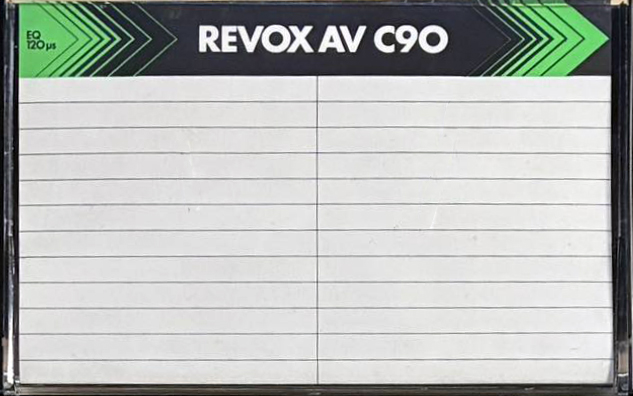 EQ
120 µs
REVOX AV C90